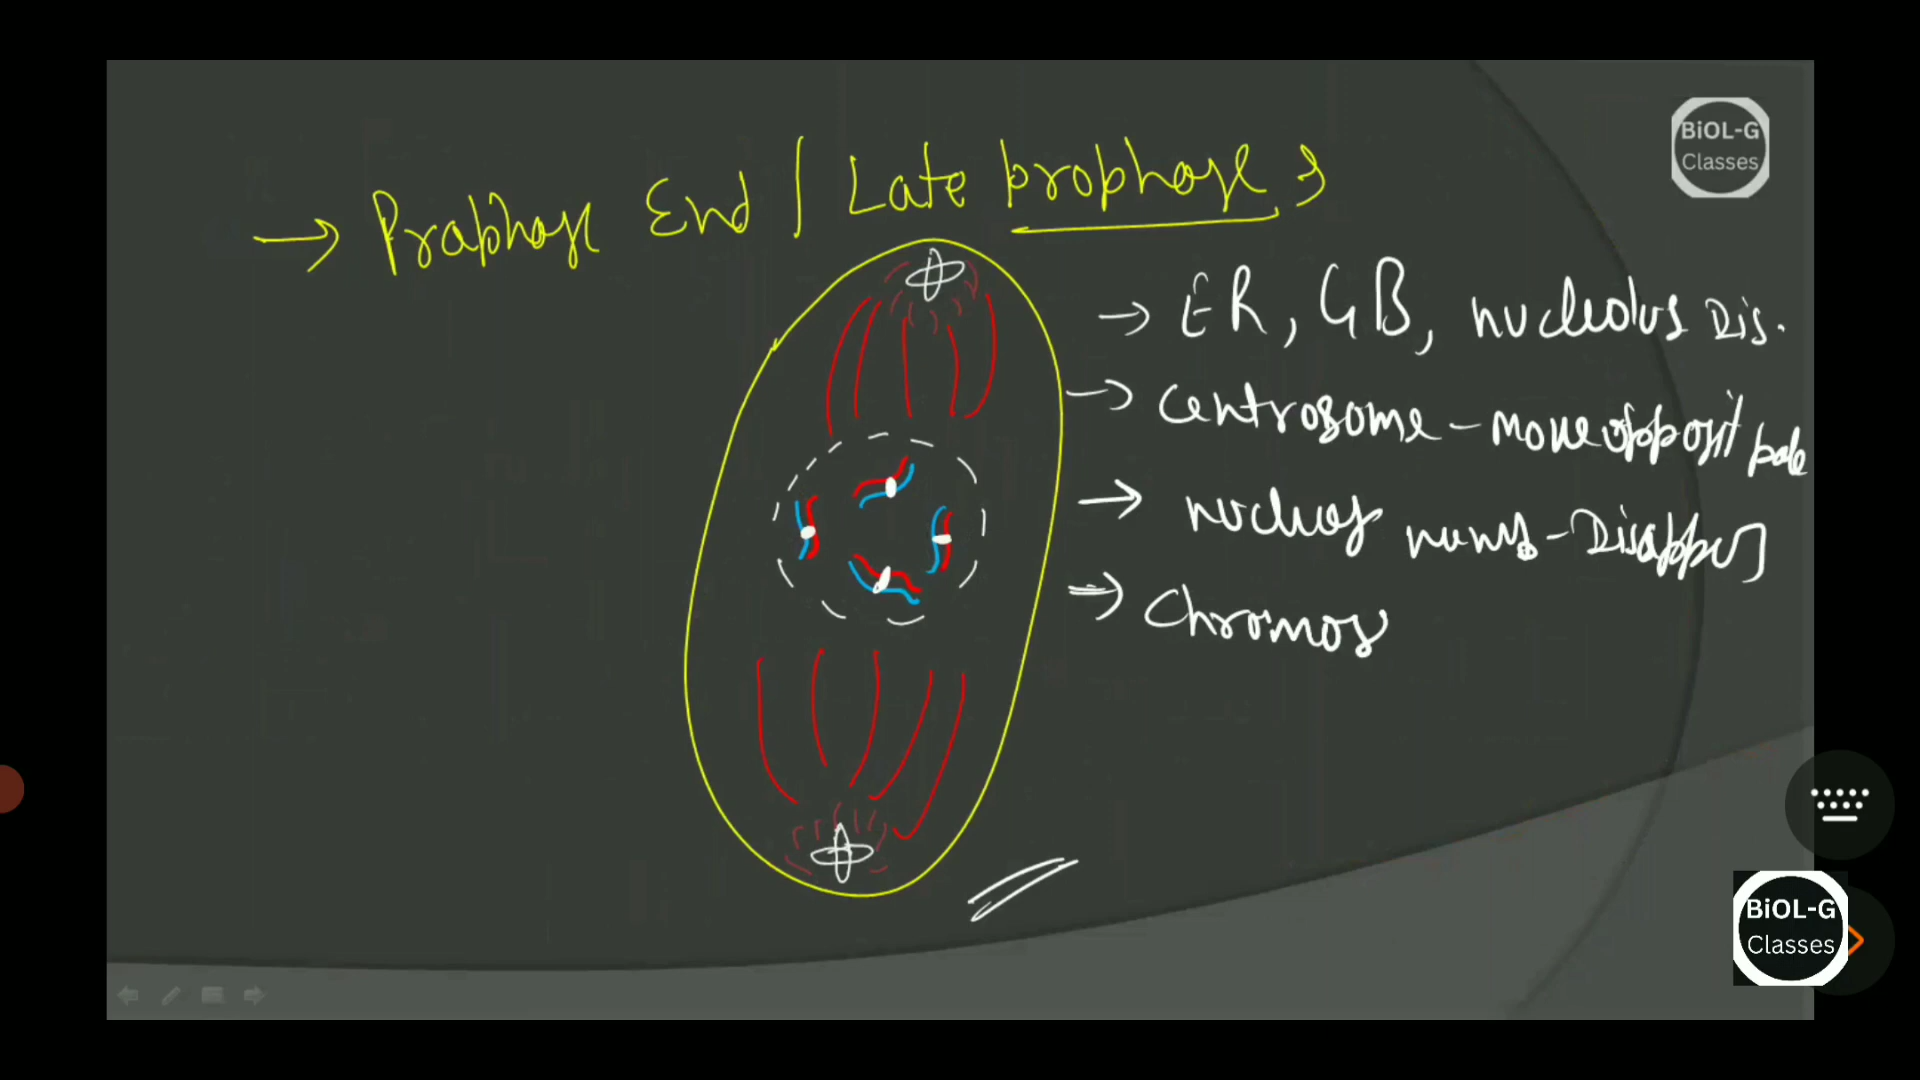 BiOL-G
Classes
→ Prophase End / Late prophase
→ ER, GB, nucleolus Dis.
→ Centrosome - move opposit pole
→ nucleus - Disappear
→ Chromos
BiOL-G
Classes